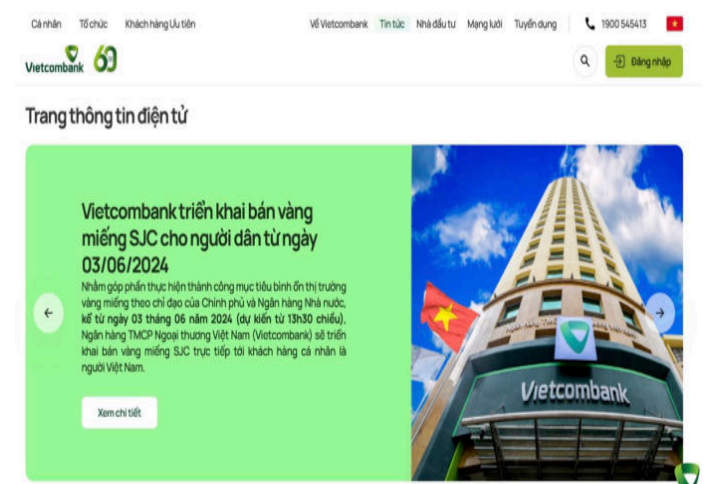 Cá nhân Tổ chức Khách hàng Ưu tiên Về Vietcombank Tin tức Nhà đầu tư Mạng lưới Tuyển dụng 1900 545413
Vietcombank 60 Đăng nhập
Trang thông tin điện tử
Vietcombank triển khai bán vàng
miếng SJC cho người dân từ ngày
03/06/2024
Nhằm góp phần thực hiện thành công mục tiêu bình ổn thị trường
vàng miếng theo chỉ đạo của Chính phủ và Ngân hàng Nhà nước,
kể từ ngày 03 tháng 06 năm 2024 (dự kiến từ 13h30 chiều),
Ngân hàng TMCP Ngoại thương Việt Nam (Vietcombank) sẽ triển
khai bán vàng miếng SJC trực tiếp tới khách hàng cá nhân là
người Việt Nam.
Xem chi tiết
Vietcombank